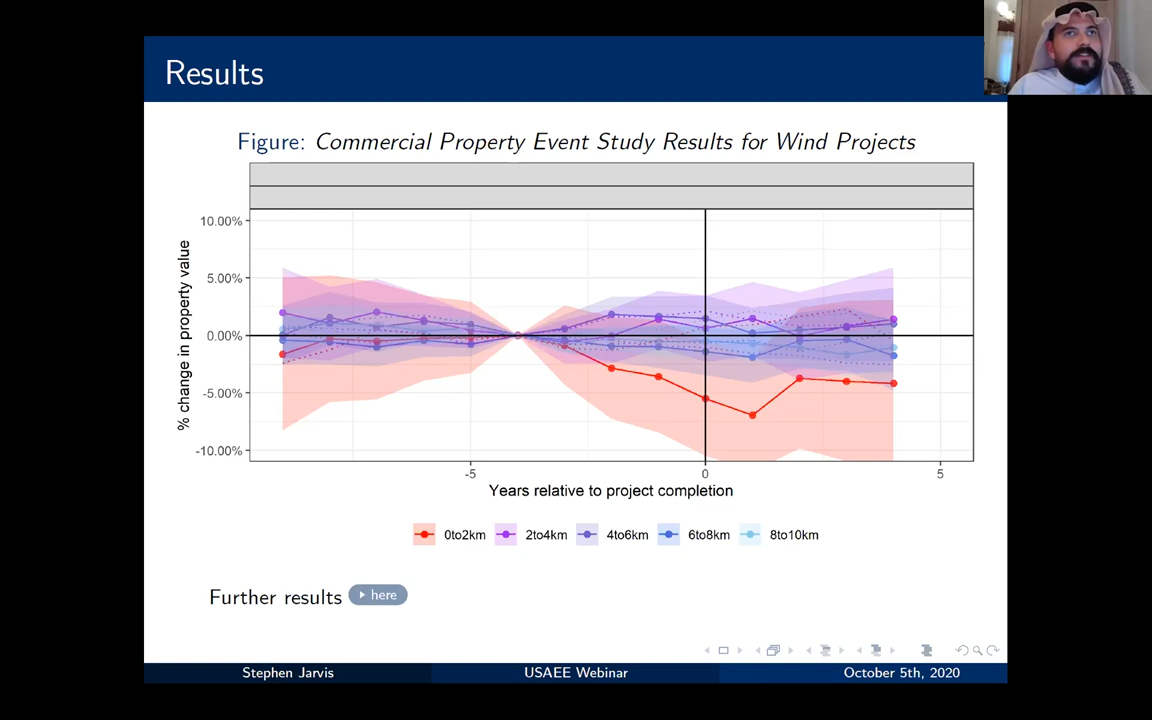 Results
Figure: Commercial Property Event Study Results for Wind Projects
% change in property value
10.00%
5.00%
0.00%
-5.00%
-10.00%
-5
0
5
Years relative to project completion
0to2km 2to4km 4to6km 6to8km 8to10km
Further results here
Stephen Jarvis USAEE Webinar October 5th, 2020